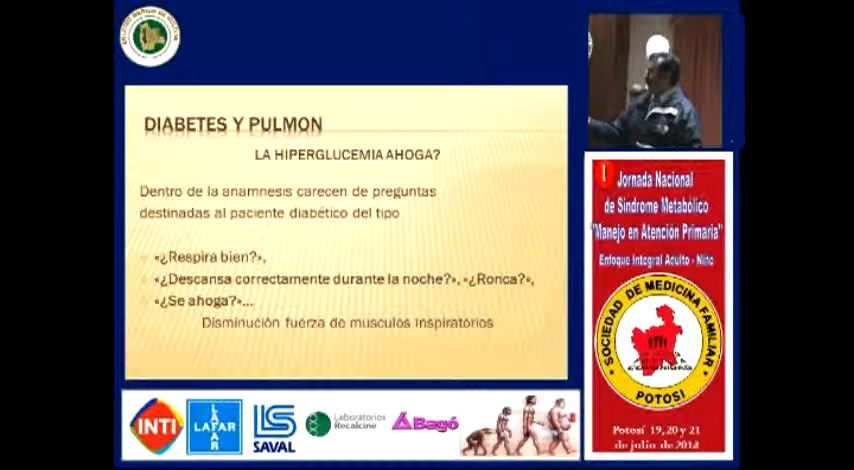 DIABETES Y PULMON
LA HIPERGLUCEMIA AHOGA?
Dentro de la anamnesis carecen de preguntas
destinadas al paciente diabético del tipo
«¿Respira bien?»,
«¿Descansa correctamente durante la noche?», «¿Ronca?»,
«¿Se ahoga?»...
Disminución fuerza de musculos inspiratorios
I Jornada Nacional
de Sindrome Metabólico
"Manejo en Atención Primaria"
Enfoque Integral Adulto - Niño
SOCIEDAD DE MEDICINA FAMILIAR
POTOSI
Potosí 19, 20 y 21
de julio de 2012
INTI
LAFAR
LAFAR
SAVAL
Laboratorios
Recalcine
Bagó